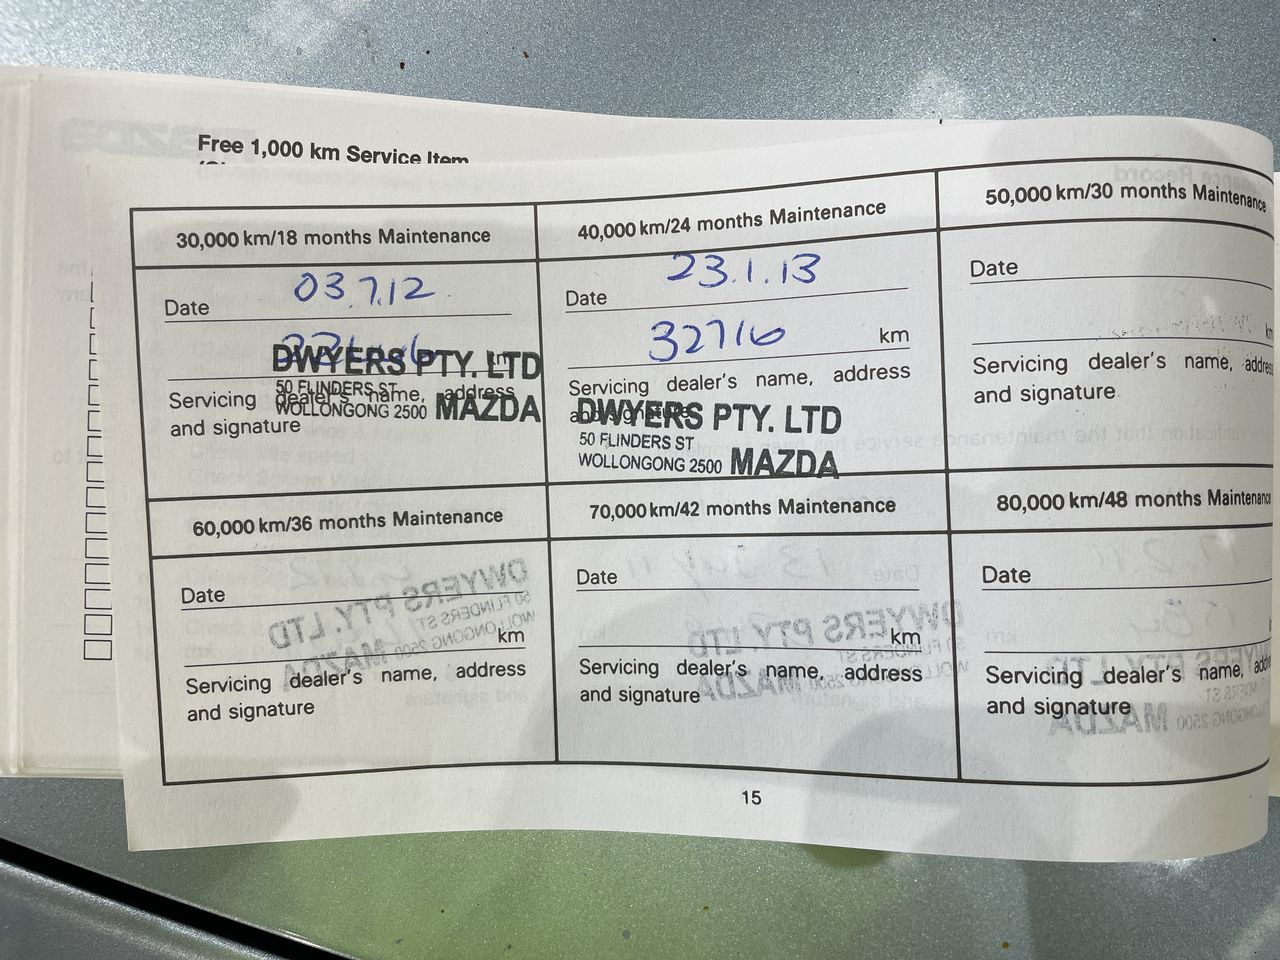 Free 1,000 km Service Item
30,000 km/18 months Maintenance
Date 03.7.12
km
Servicing dealer's name, address
and signature
DWYERS PTY. LTD
50 FLINDERS ST
WOLLONGONG 2500 MAZDA
40,000 km/24 months Maintenance
Date 23.1.13
32716 km
Servicing dealer's name, address
and signature
DWYERS PTY. LTD
50 FLINDERS ST
WOLLONGONG 2500 MAZDA
50,000 km/30 months Maintenance
Date
km
Servicing dealer's name, address
and signature
60,000 km/36 months Maintenance
Date
km
Servicing dealer's name, address
and signature
70,000 km/42 months Maintenance
Date
km
Servicing dealer's name, address
and signature
80,000 km/48 months Maintenance
Date
Servicing dealer's name,
and signature
15